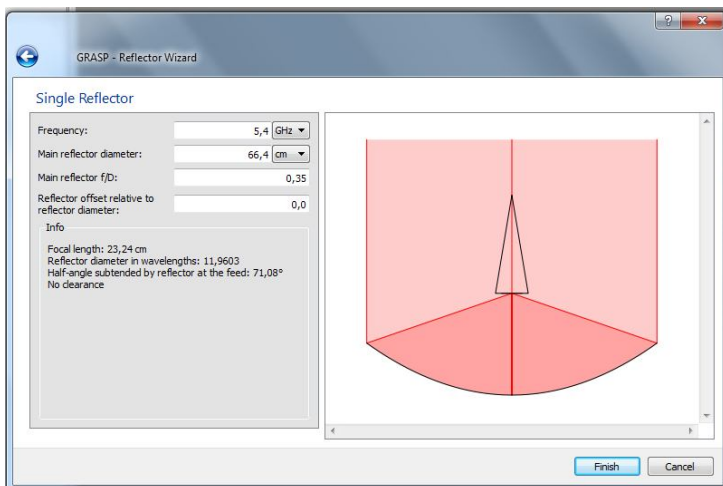 GRASP - Reflector Wizard
Single Reflector
Frequency: 5,4 GHz
Main reflector diameter: 66,4 cm
Main reflector f/D: 0,35
Reflector offset relative to
reflector diameter: 0,0
Info
Focal length: 23,24 cm
Reflector diameter in wavelengths: 11,9603
Half-angle subtended by reflector at the feed: 71,08°
No clearance
Finish Cancel